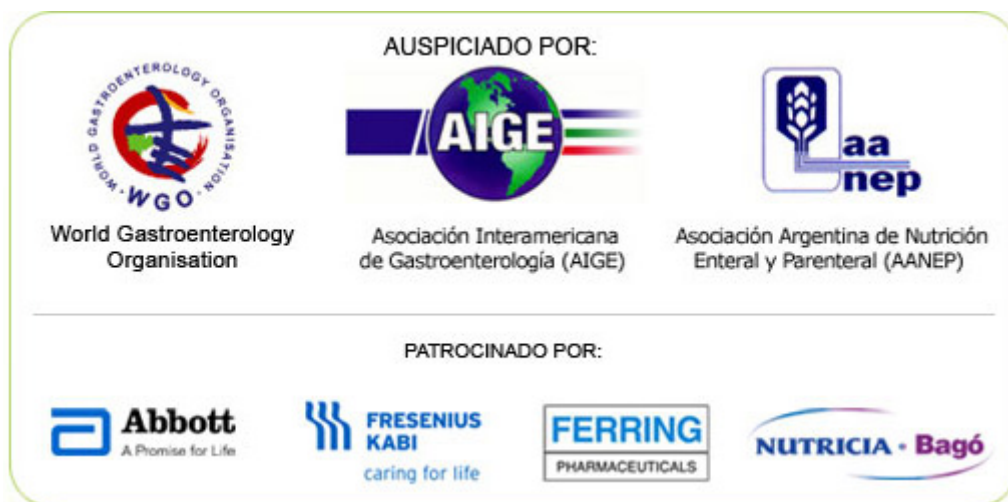 AUSPICIADO POR:
WORLD GASTROENTEROLOGY ORGANISATION · WGO ·
World Gastroenterology
Organisation
AIGE
Asociación Interamericana
de Gastroenterología (AIGE)
aa
nep
Asociación Argentina de Nutrición
Enteral y Parenteral (AANEP)
PATROCINADO POR:
Abbott
A Promise for Life
FRESENIUS
KABI
caring for life
FERRING
PHARMACEUTICALS
NUTRICIA · Bagó